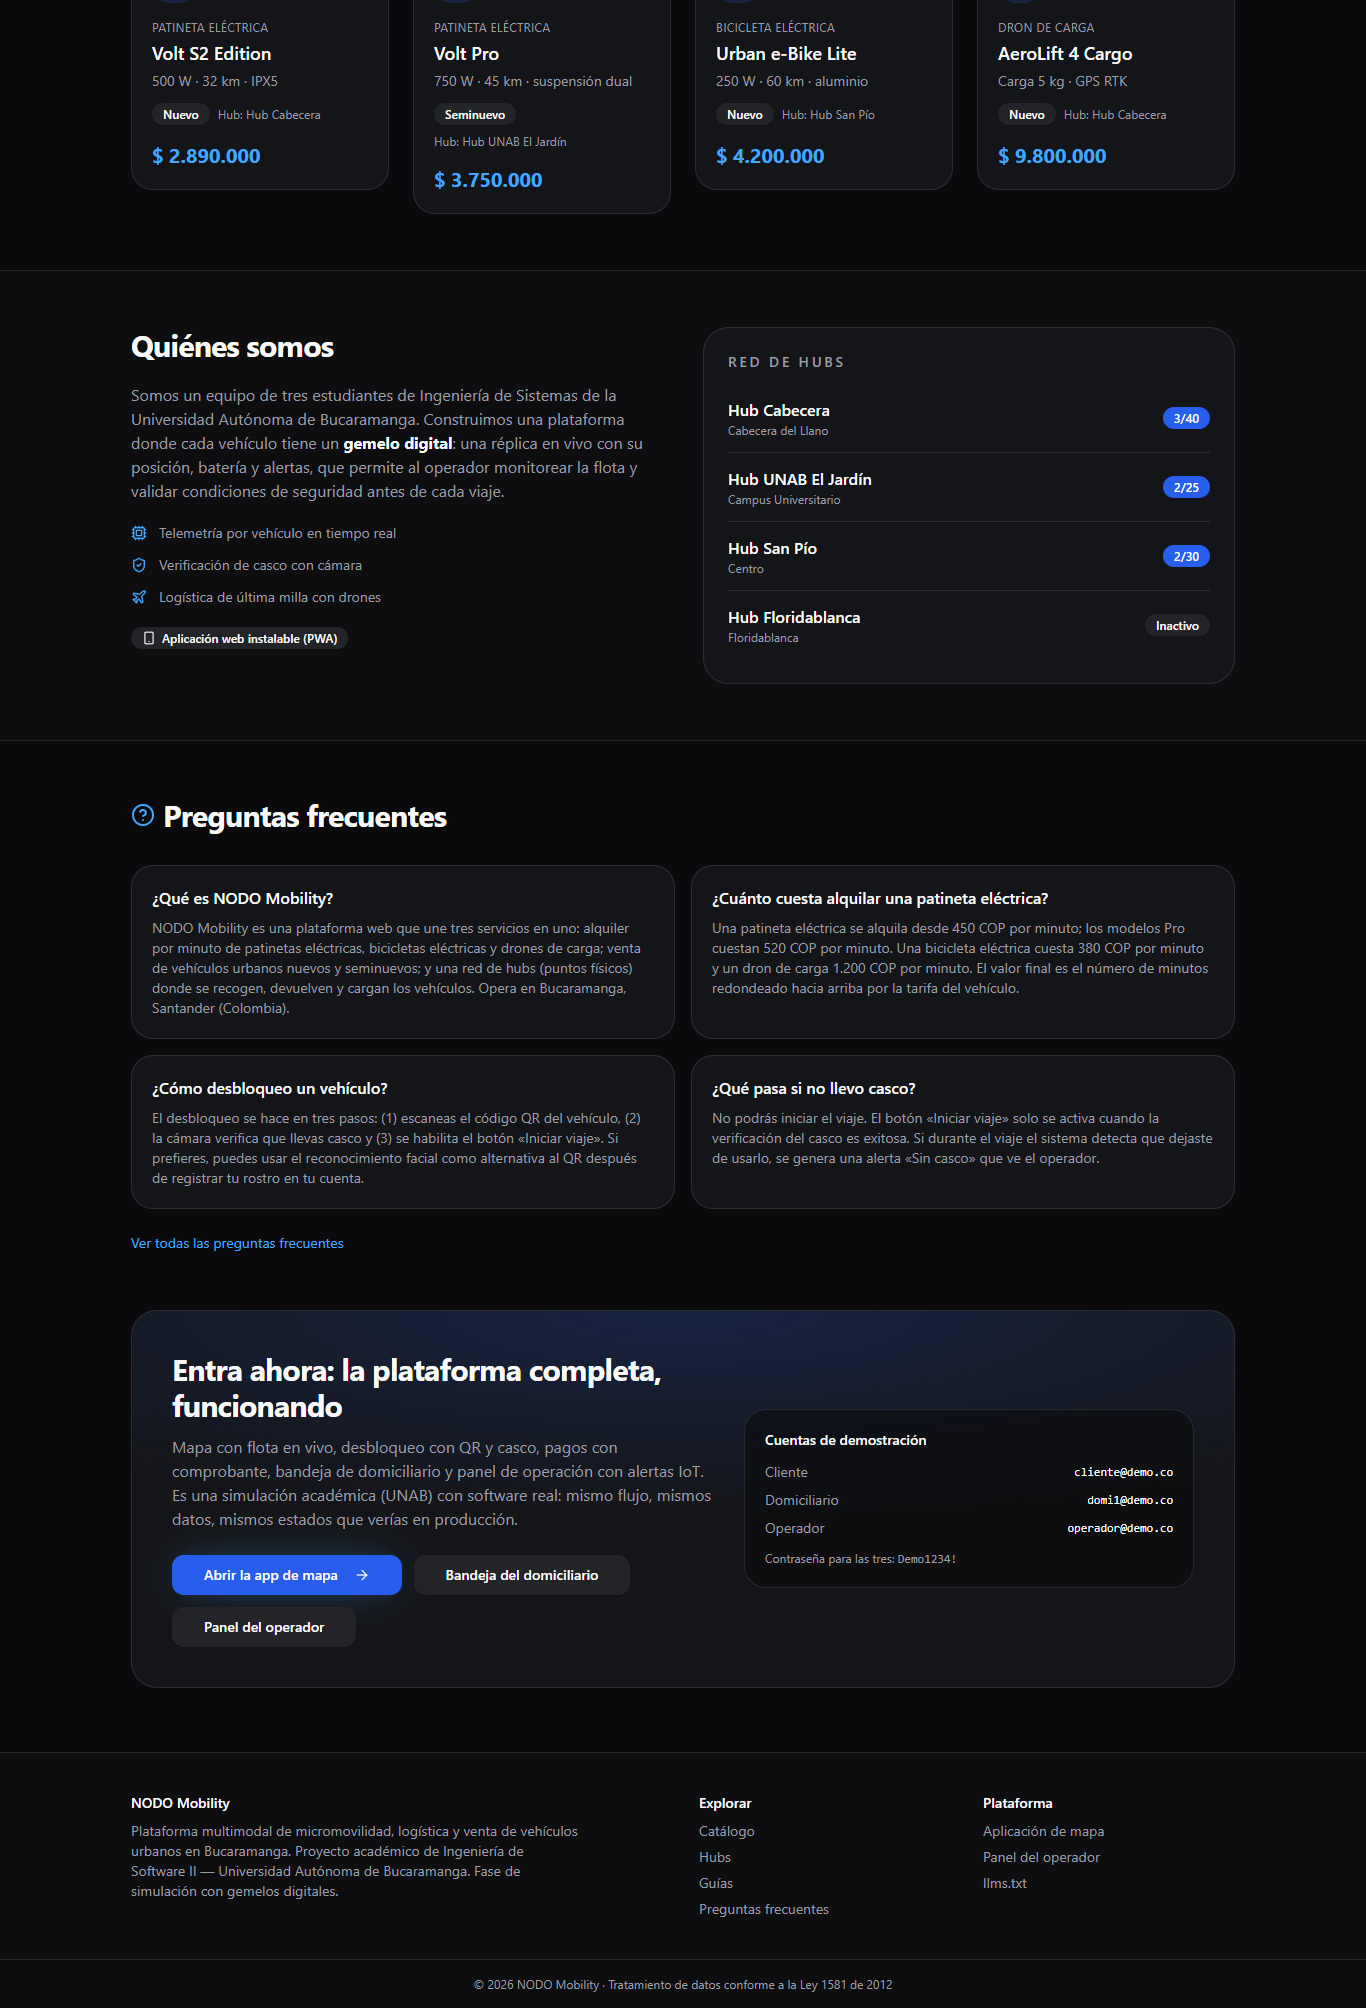 PATINETA ELÉCTRICA
Volt S2 Edition
500 W · 32 km · IPX5
Nuevo
Hub: Hub Cabecera
$ 2.890.000
PATINETA ELÉCTRICA
Volt Pro
750 W · 45 km · suspensión dual
Seminuevo
Hub: Hub UNAB El Jardín
$ 3.750.000
BICICLETA ELÉCTRICA
Urban e-Bike Lite
250 W · 60 km · aluminio
Nuevo
Hub: Hub San Pío
$ 4.200.000
DRON DE CARGA
AeroLift 4 Cargo
Carga 5 kg · GPS RTK
Nuevo
Hub: Hub Cabecera
$ 9.800.000
Quiénes somos
Somos un equipo de tres estudiantes de Ingeniería de Sistemas de la
Universidad Autónoma de Bucaramanga. Construimos una plataforma
donde cada vehículo tiene un gemelo digital: una réplica en vivo con su
posición, batería y alertas, que permite al operador monitorear la flota y
validar condiciones de seguridad antes de cada viaje.
Telemetría por vehículo en tiempo real
Verificación de casco con cámara
Logística de última milla con drones
Aplicación web instalable (PWA)
RED DE HUBS
Hub Cabecera
Cabecera del Llano
3/40
Hub UNAB El Jardín
Campus Universitario
2/25
Hub San Pío
Centro
2/30
Hub Floridablanca
Floridablanca
Inactivo
Preguntas frecuentes
¿Qué es NODO Mobility?
NODO Mobility es una plataforma web que une tres servicios en uno: alquiler
por minuto de patinetas eléctricas, bicicletas eléctricas y drones de carga; venta
de vehículos urbanos nuevos y seminuevos; y una red de hubs (puntos físicos)
donde se recogen, devuelven y cargan los vehículos. Opera en Bucaramanga,
Santander (Colombia).
¿Cuánto cuesta alquilar una patineta eléctrica?
Una patineta eléctrica se alquila desde 450 COP por minuto; los modelos Pro
cuestan 520 COP por minuto. Una bicicleta eléctrica cuesta 380 COP por minuto
y un dron de carga 1.200 COP por minuto. El valor final es el número de minutos
redondeado hacia arriba por la tarifa del vehículo.
¿Cómo desbloqueo un vehículo?
El desbloqueo se hace en tres pasos: (1) escaneas el código QR del vehículo, (2)
la cámara verifica que llevas casco y (3) se habilita el botón «Iniciar viaje». Si
prefieres, puedes usar el reconocimiento facial como alternativa al QR después
de registrar tu rostro en tu cuenta.
¿Qué pasa si no llevo casco?
No podrás iniciar el viaje. El botón «Iniciar viaje» solo se activa cuando la
verificación del casco es exitosa. Si durante el viaje el sistema detecta que dejaste
de usarlo, se genera una alerta «Sin casco» que ve el operador.
Ver todas las preguntas frecuentes
Entra ahora: la plataforma completa,
funcionando
Mapa con flota en vivo, desbloqueo con QR y casco, pagos con
comprobante, bandeja de domiciliario y panel de operación con alertas IoT.
Es una simulación académica (UNAB) con software real: mismo flujo, mismos
datos, mismos estados que verías en producción.
Abrir la app de mapa
Bandeja del domiciliario
Panel del operador
Cuentas de demostración
Cliente
cliente@demo.co
Domiciliario
domi1@demo.co
Operador
operador@demo.co
Contraseña para las tres: Demo1234!
NODO Mobility
Plataforma multimodal de micromovilidad, logística y venta de vehículos
urbanos en Bucaramanga. Proyecto académico de Ingeniería de
Software II — Universidad Autónoma de Bucaramanga. Fase de
simulación con gemelos digitales.
Explorar
Catálogo
Hubs
Guías
Preguntas frecuentes
Plataforma
Aplicación de mapa
Panel del operador
llms.txt
© 2026 NODO Mobility · Tratamiento de datos conforme a la Ley 1581 de 2012